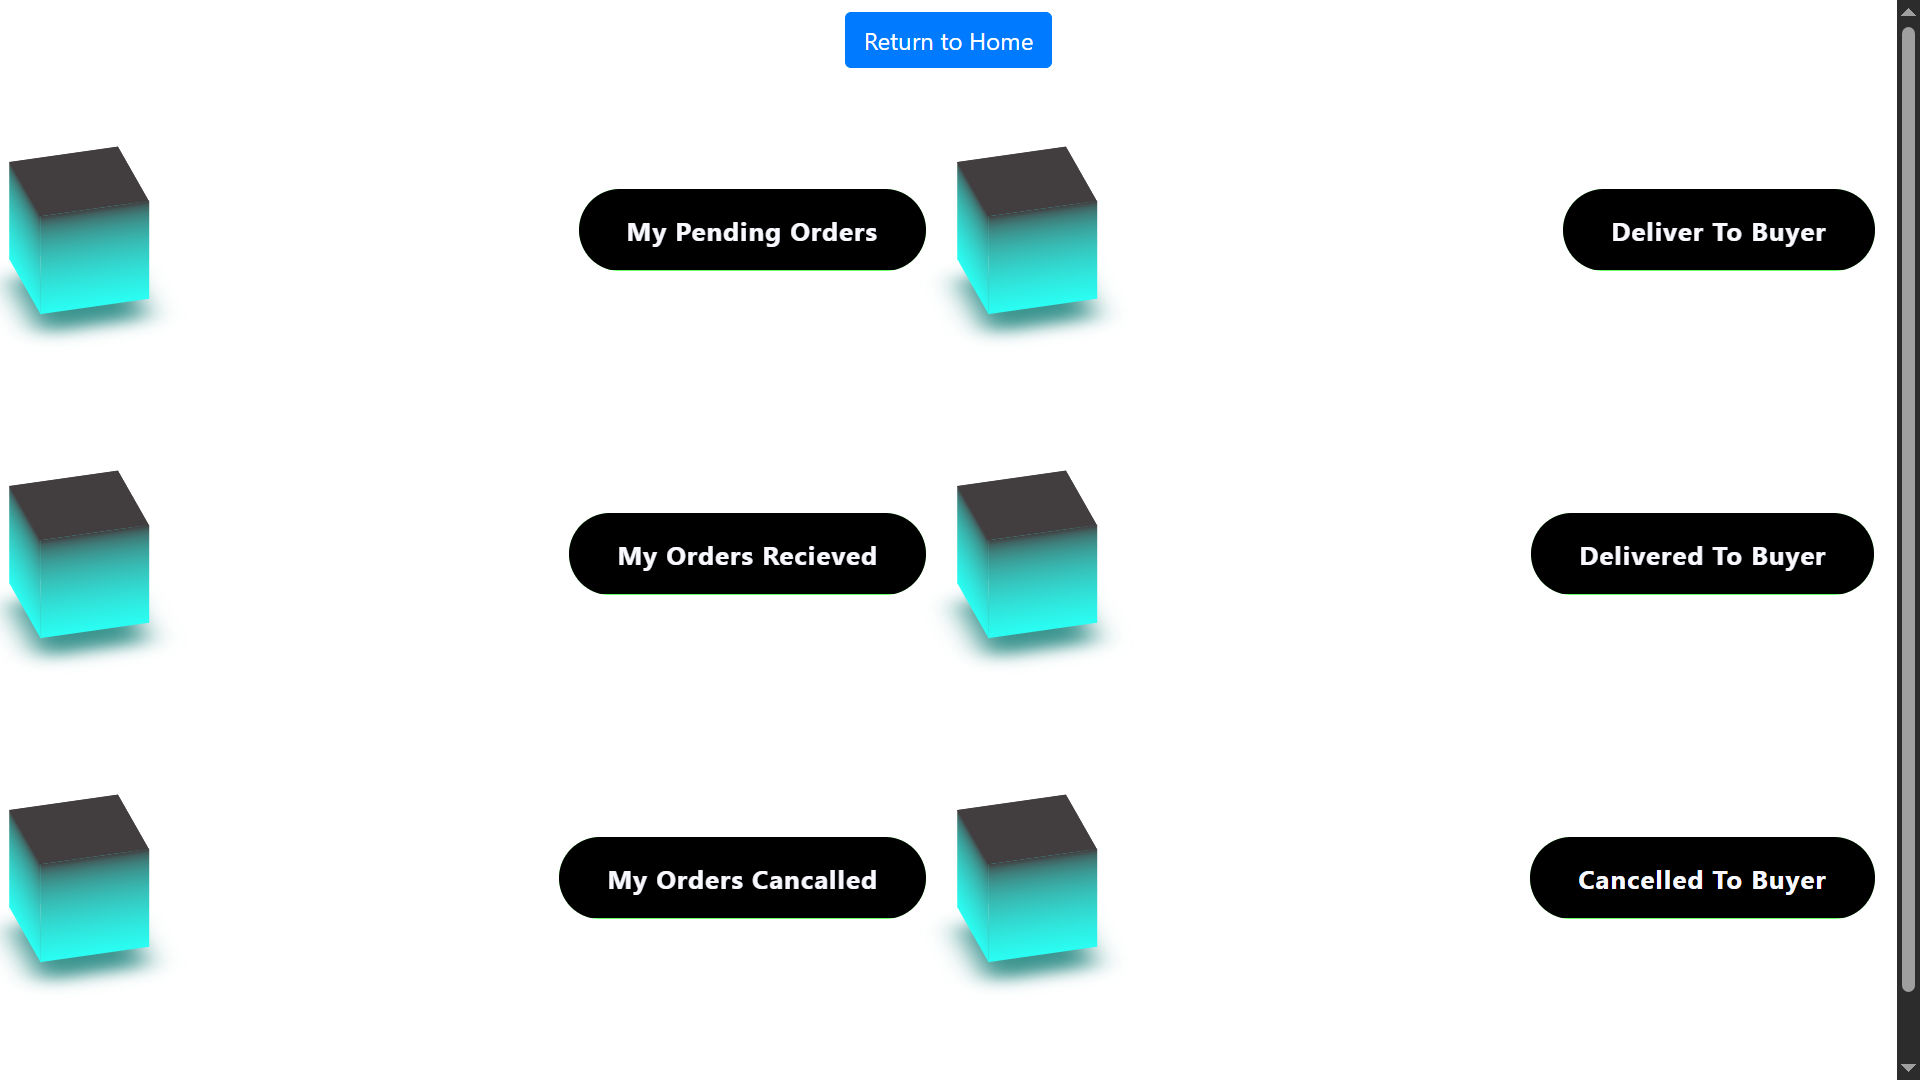 Return to Home
My Pending Orders
Deliver To Buyer
My Orders Recieved
Delivered To Buyer
My Orders Cancalled
Cancelled To Buyer